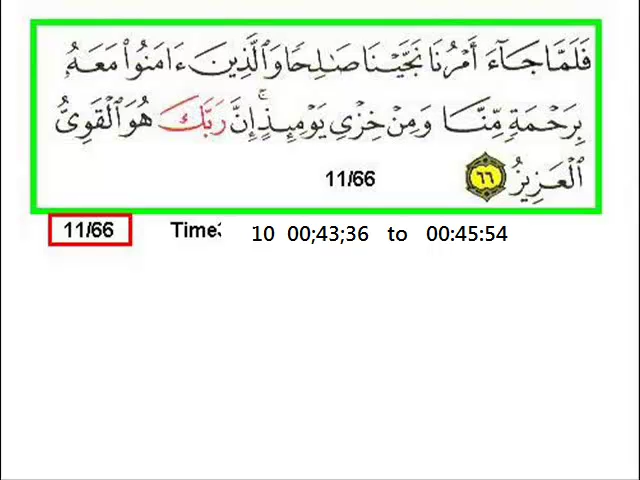 فَلَمَّا جَآءَ أَمْرُنَا نَجَّيْنَا صَـٰلِحًا وَٱلَّذِينَ ءَامَنُوا۟ مَعَهُۥ
بِرَحْمَةٍ مِّنَّا وَمِنْ خِزْىِ يَوْمِئِذٍ ۚ إِنَّ رَبَّكَ هُوَ ٱلْقَوِىُّ
ٱلْعَزِيزُ ٦٦ 11/66
11/66 Time: 10 00;43;36 to 00:45:54